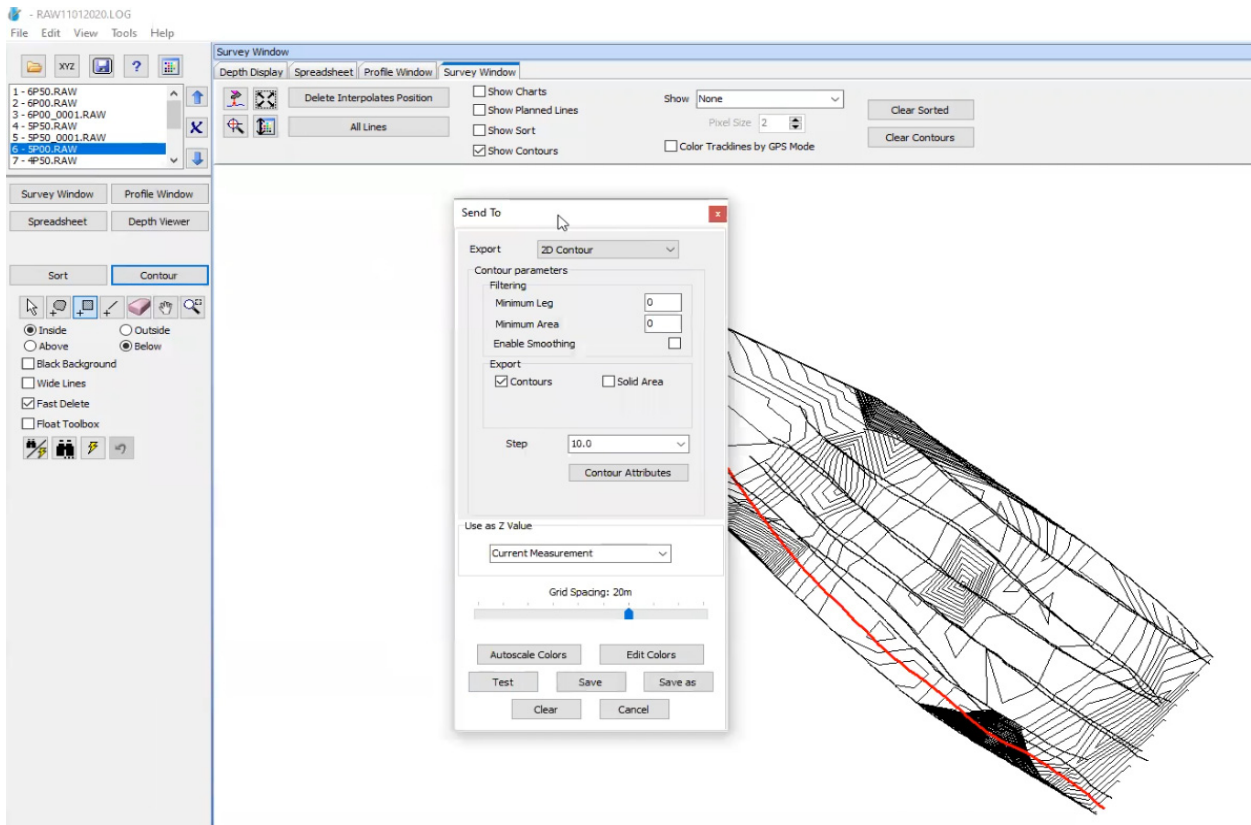 - RAW11012020.LOG
File Edit View Tools Help
XYZ
?
1 - 6P50.RAW
2 - 6P00.RAW
3 - 6P00_0001.RAW
4 - 5P50.RAW
5 - 5P50_0001.RAW
6 - 5P00.RAW
7 - 4P50.RAW
X
Survey Window Profile Window
Spreadsheet Depth Viewer
Sort Contour
Inside Outside
Above Below
Black Background
Wide Lines
Fast Delete
Float Toolbox
Survey Window
Depth Display Spreadsheet Profile Window Survey Window
Delete Interpolates Position
All Lines
Show Charts
Show Planned Lines
Show Sort
Show Contours
Show None
Pixel Size 2
Color Tracklines by GPS Mode
Clear Sorted
Clear Contours
Send To x
Export 2D Contour
Contour parameters
Filtering
Minimum Leg 0
Minimum Area 0
Enable Smoothing
Export
Contours Solid Area
Step 10.0
Contour Attributes
Use as Z Value
Current Measurement
Grid Spacing: 20m
Autoscale Colors Edit Colors
Test Save Save as
Clear Cancel